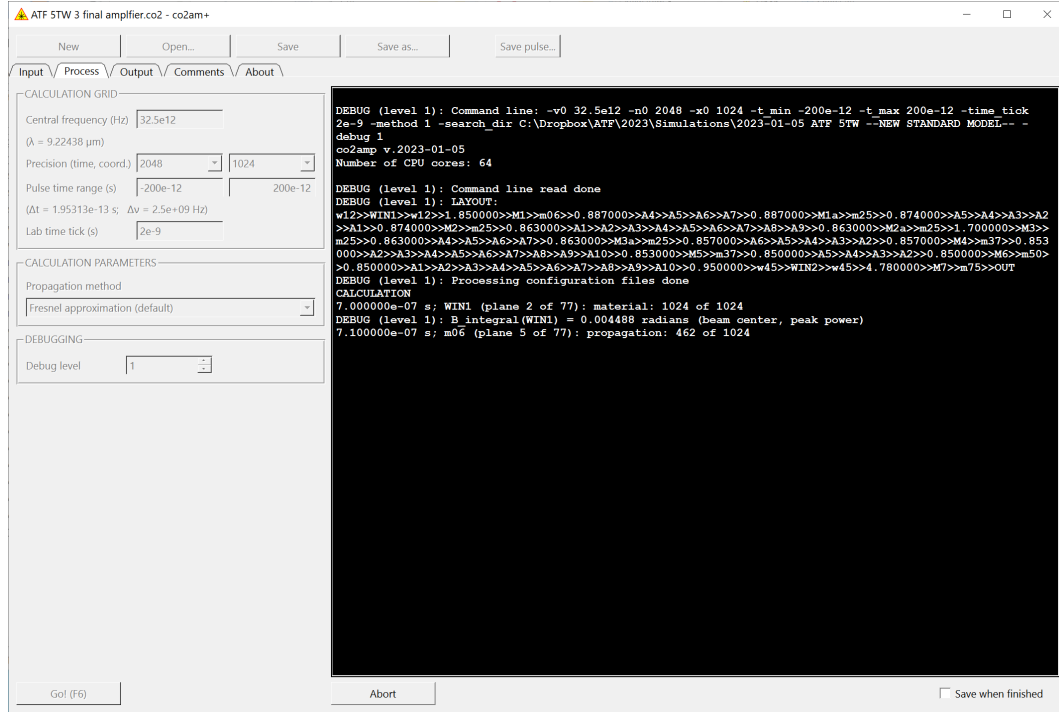 ATF 5TW 3 final amplfier.co2 - co2am+
New Open... Save Save as... Save pulse...
Input Process Output Comments About
CALCULATION GRID
Central frequency (Hz) 32.5e12
(λ = 9.22438 μm)
Precision (time, coord.) 2048 1024
Pulse time range (s) -200e-12 200e-12
(Δt = 1.95313e-13 s; Δν = 2.5e+09 Hz)
Lab time tick (s) 2e-9
CALCULATION PARAMETERS
Propagation method
Fresnel approximation (default)
DEBUGGING
Debug level 1
DEBUG (level 1): Command line: -v0 32.5e12 -n0 2048 -x0 1024 -t_min -200e-12 -t_max 200e-12 -time_tick
2e-9 -method 1 -search_dir C:\Dropbox\ATF\2023\Simulations\2023-01-05 ATF 5TW --NEW STANDARD MODEL-- -
debug 1
co2amp v.2023-01-05
Number of CPU cores: 64
DEBUG (level 1): Command line read done
DEBUG (level 1): LAYOUT:
w12>>WIN1>>w12>>1.850000>>M1>>m06>>0.887000>>A4>>A5>>A6>>A7>>0.887000>>M1a>>m25>>0.874000>>A5>>A4>>A3>>A2
>>A1>>0.874000>>M2>>m25>>0.863000>>A1>>A2>>A3>>A4>>A5>>A6>>A7>>A8>>A9>>0.863000>>M2a>>m25>>1.700000>>M3>>
m25>>0.863000>>A4>>A5>>A6>>A7>>0.863000>>M3a>>m25>>0.857000>>A6>>A5>>A4>>A3>>A2>>0.857000>>M4>>m37>>0.853
000>>A2>>A3>>A4>>A5>>A6>>A7>>A8>>A9>>A10>>0.853000>>M5>>m37>>0.850000>>A5>>A4>>A3>>A2>>0.850000>>M6>>m50>
>0.850000>>A1>>A2>>A3>>A4>>A5>>A6>>A7>>A8>>A9>>A10>>0.950000>>w45>>WIN2>>w45>>4.780000>>M7>>m75>>OUT
DEBUG (level 1): Processing configuration files done
CALCULATION
7.000000e-07 s; WIN1 (plane 2 of 77): material: 1024 of 1024
DEBUG (level 1): B_integral(WIN1) = 0.004488 radians (beam center, peak power)
7.100000e-07 s; m06 (plane 5 of 77): propagation: 462 of 1024
Go! (F6) Abort Save when finished